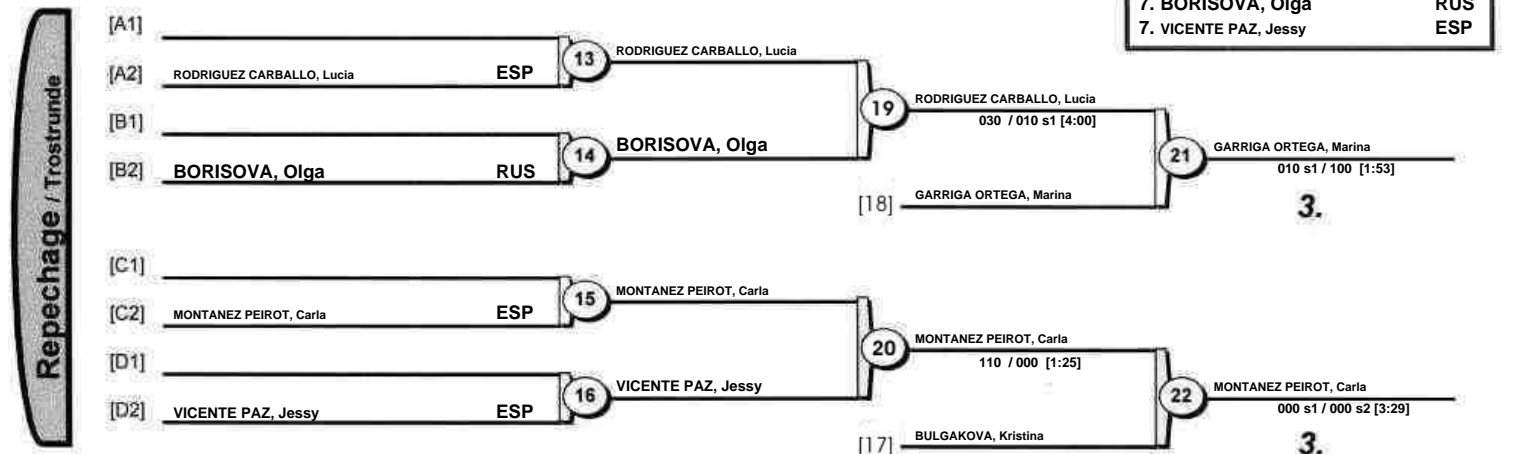 7. BORISOVA, Olga RUS
7. VICENTE PAZ, Jessy ESP
Repechage / Trostrunde
[A1]
[A2] RODRIGUEZ CARBALLO, Lucia ESP
13 RODRIGUEZ CARBALLO, Lucia
[B1]
[B2] BORISOVA, Olga RUS
14 BORISOVA, Olga
19 RODRIGUEZ CARBALLO, Lucia
030 / 010 s1 [4:00]
[18] GARRIGA ORTEGA, Marina
21 GARRIGA ORTEGA, Marina
010 s1 / 100 [1:53]
3.
[C1]
[C2] MONTANEZ PEIROT, Carla ESP
15 MONTANEZ PEIROT, Carla
[D1]
[D2] VICENTE PAZ, Jessy ESP
16 VICENTE PAZ, Jessy
20 MONTANEZ PEIROT, Carla
110 / 000 [1:25]
[17] BULGAKOVA, Kristina
22 MONTANEZ PEIROT, Carla
000 s1 / 000 s2 [3:29]
3.